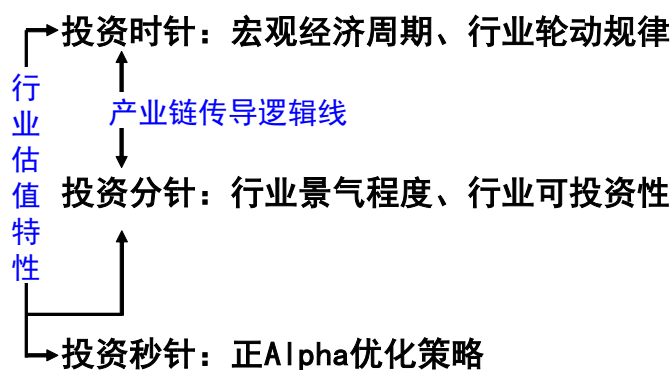 投资时针：宏观经济周期、行业轮动规律
产业链传导逻辑线
行业估值特性
投资分针：行业景气程度、行业可投资性
投资秒针：正Alpha优化策略